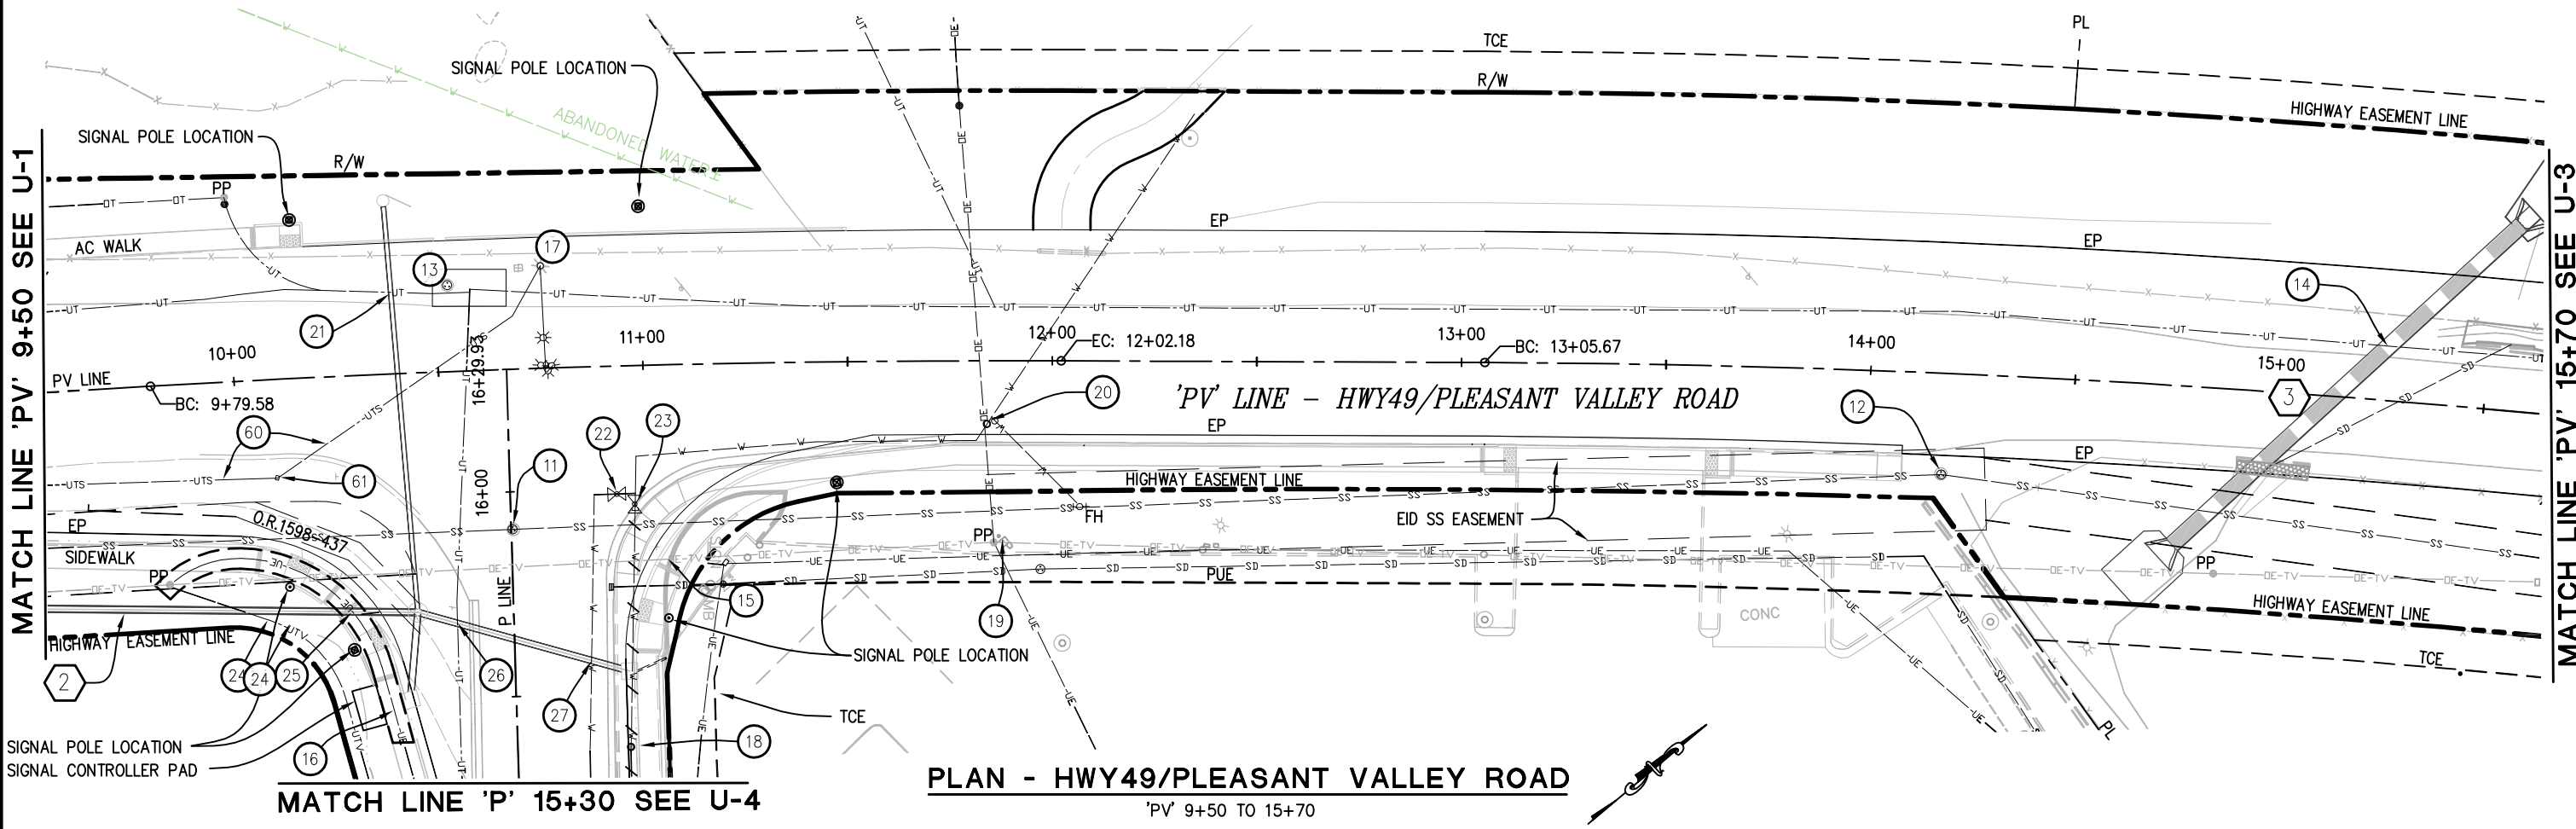 PL
TCE
SIGNAL POLE LOCATION
R/W
HIGHWAY EASEMENT LINE
SIGNAL POLE LOCATION
ABANDONED WATER
R/W
PP
EP
AC WALK
17
13
EP
14
21
10+00
11+00
12+00
EC: 12+02.18
13+00
BC: 13+05.67
14+00
15+00
16+29.93
PV LINE
BC: 9+79.58
'PV' LINE - HWY49/PLEASANT VALLEY ROAD
20
12
3
60
22
23
EP
EP
11
61
16+00
HIGHWAY EASEMENT LINE
FH
EID SS EASEMENT
EP
O.R.1598-437
SIDEWALK
PP
PP
PUE
PP
P LINE
15
19
CONC
HIGHWAY EASEMENT LINE
HIGHWAY EASEMENT LINE
SIGNAL POLE LOCATION
TCE
2
24
24
25
26
27
TCE
PL
18
16
SIGNAL POLE LOCATION
SIGNAL CONTROLLER PAD
MATCH LINE 'PV' 9+50 SEE U-1
MATCH LINE 'PV' 15+70 SEE U-3
MATCH LINE 'P' 15+30 SEE U-4
PLAN - HWY49/PLEASANT VALLEY ROAD
'PV' 9+50 TO 15+70